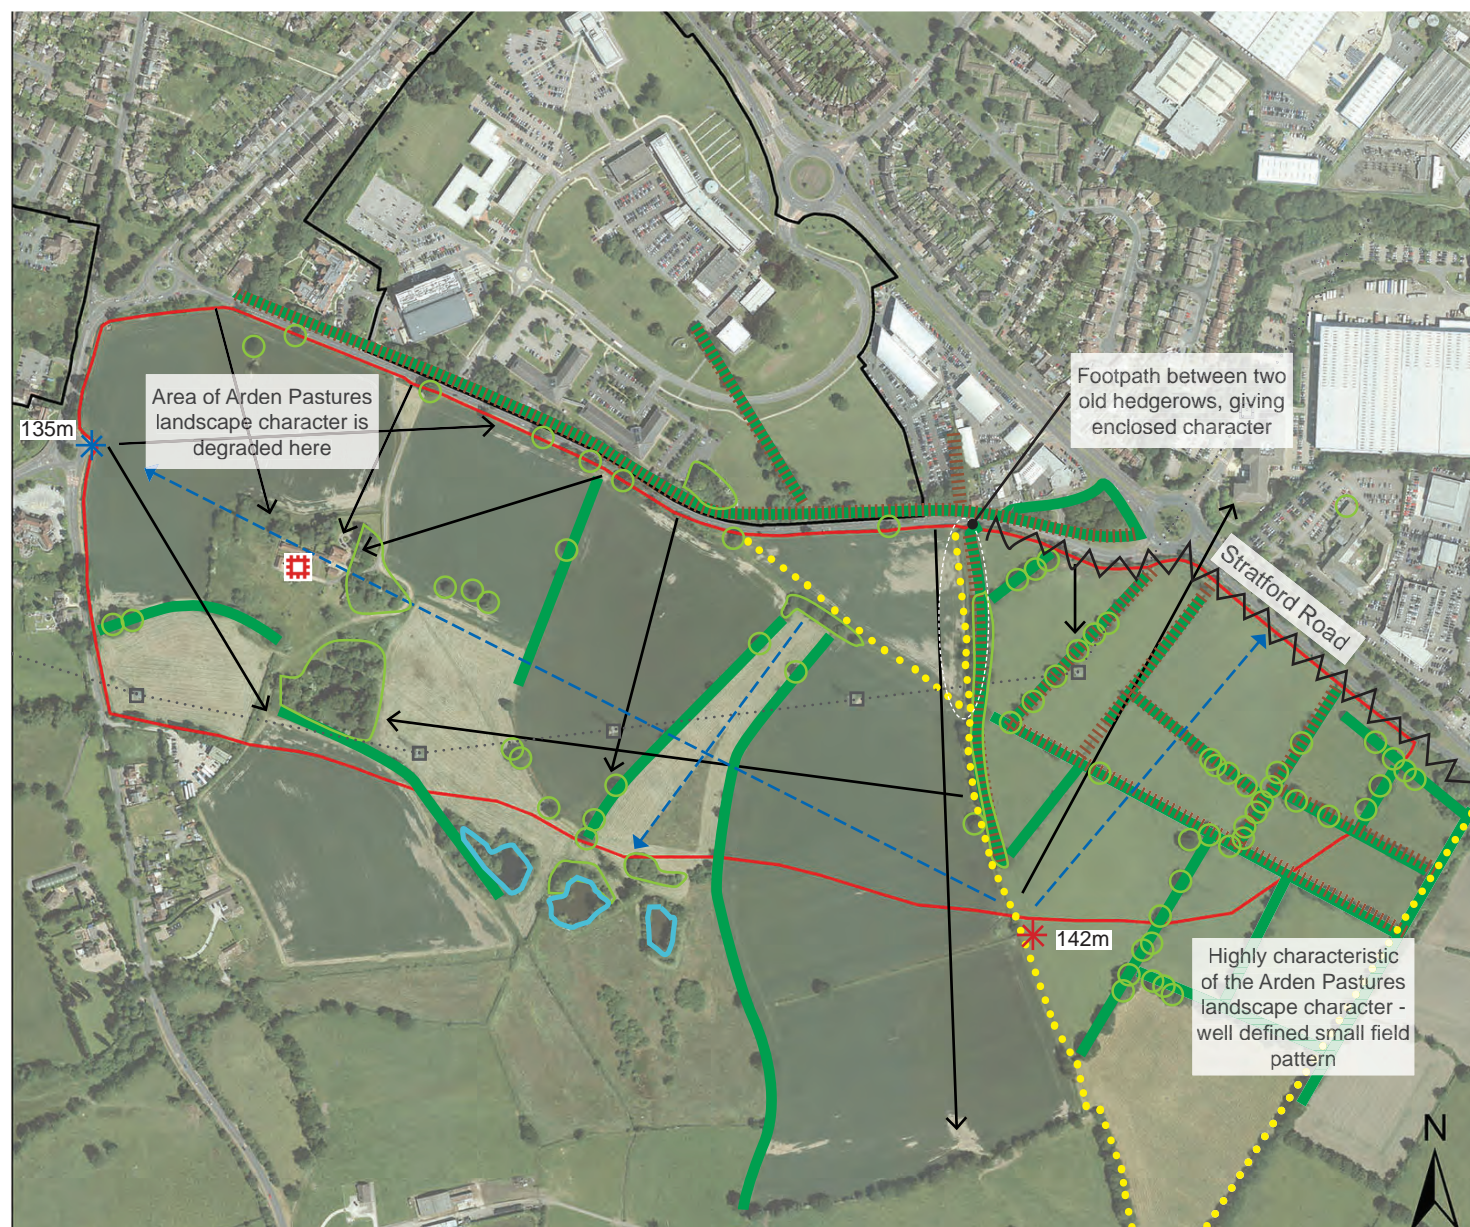 Area of Arden Pastures
landscape character is
degraded here
135m
Footpath between two
old hedgerows, giving
enclosed character
Stratford Road
142m
Highly characteristic
of the Arden Pastures
landscape character -
well defined small field
pattern
N